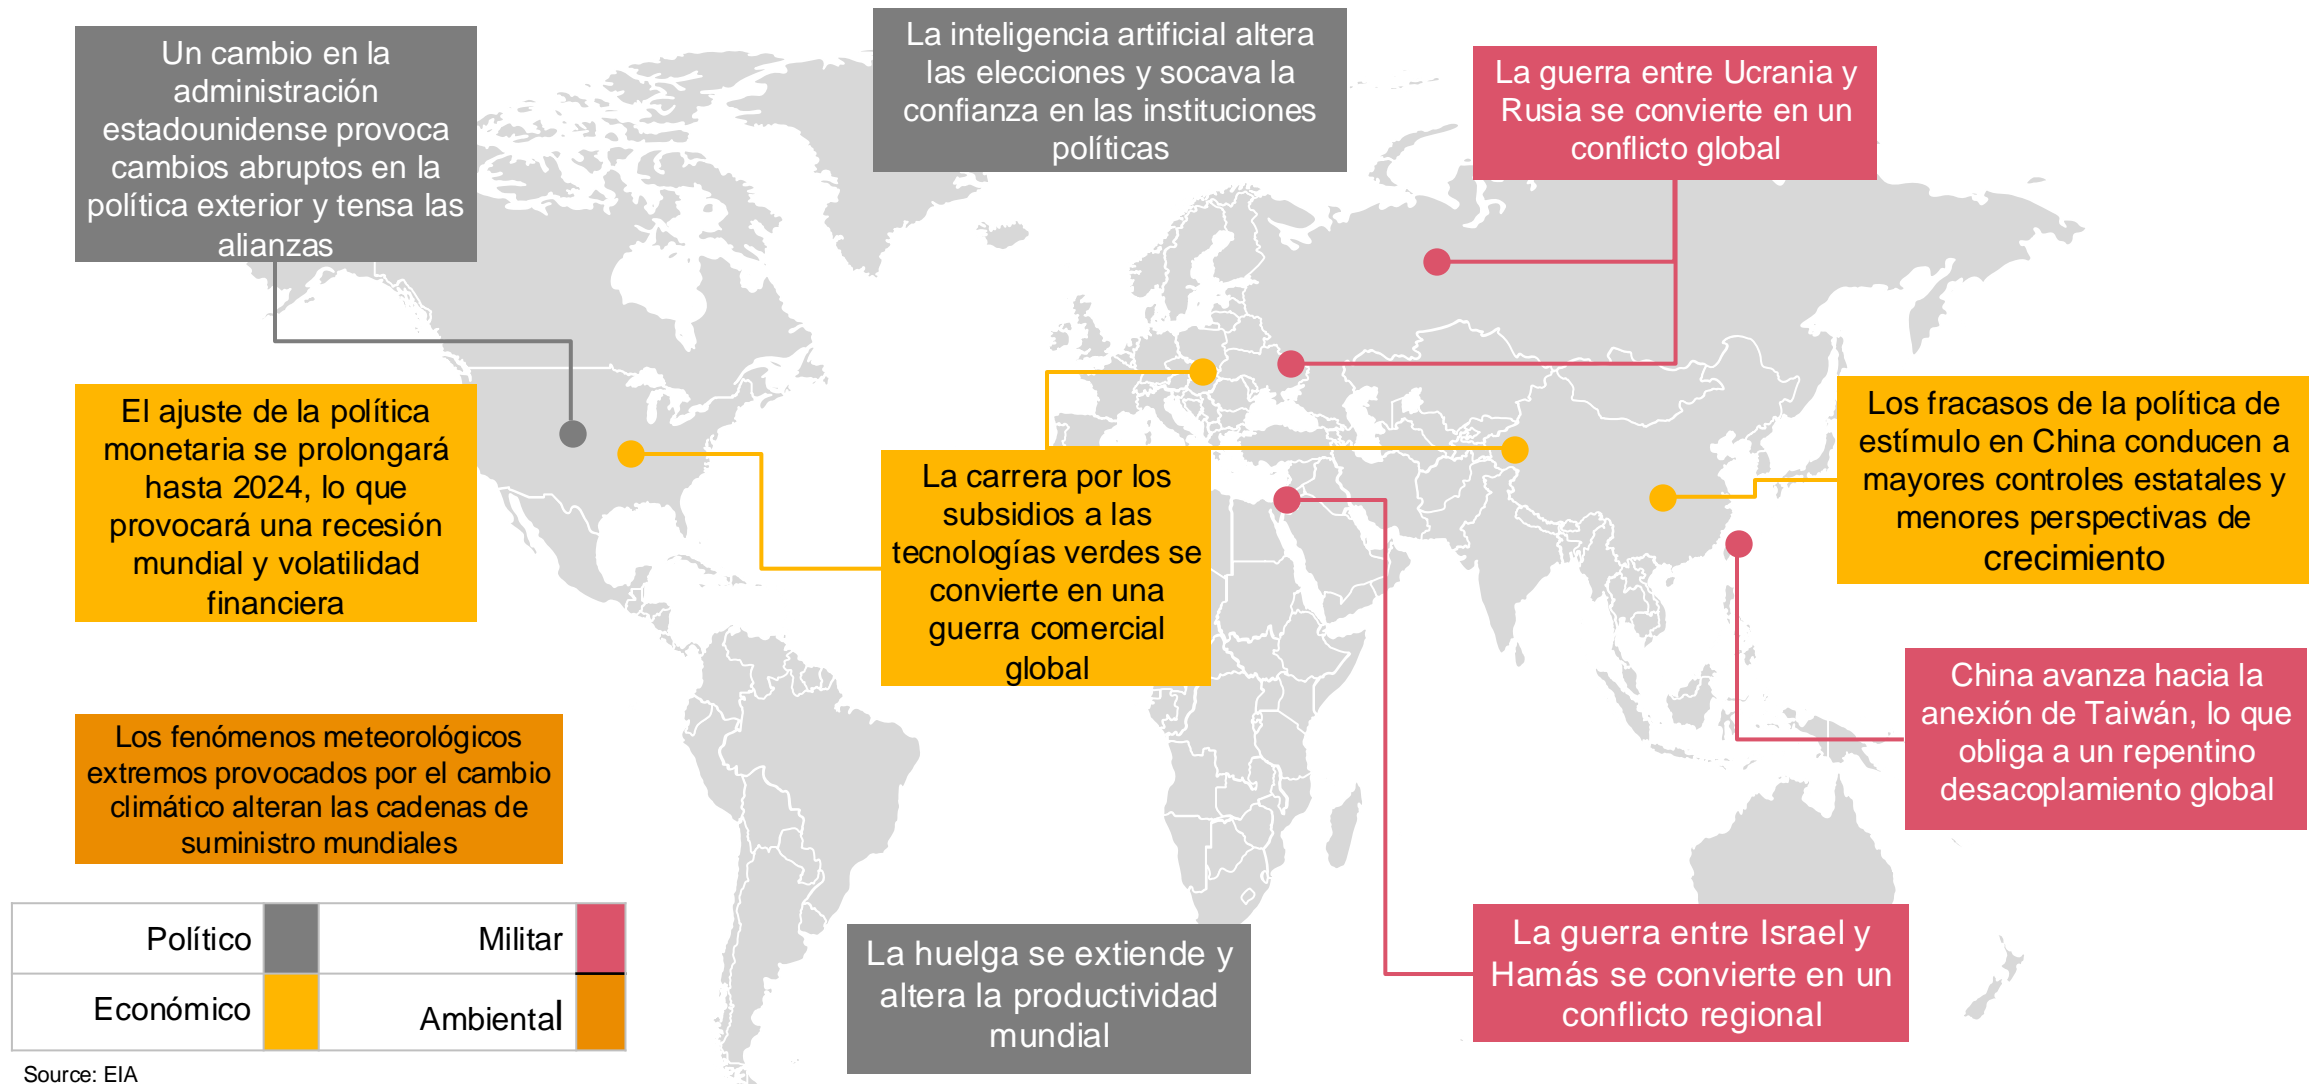 Un cambio en la
administración
estadounidense provoca
cambios abruptos en la
política exterior y tensa las
alianzas
La inteligencia artificial altera
las elecciones y socava la
confianza en las instituciones
políticas
La guerra entre Ucrania y
Rusia se convierte en un
conflicto global
El ajuste de la política
monetaria se prolongará
hasta 2024, lo que
provocará una recesión
mundial y volatilidad
financiera
La carrera por los
subsidios a las
tecnologías verdes se
convierte en una
guerra comercial
global
Los fracasos de la política de
estímulo en China conducen a
mayores controles estatales y
menores perspectivas de
crecimiento
China avanza hacia la
anexión de Taiwán, lo que
obliga a un repentino
desacoplamiento global
Los fenómenos meteorológicos
extremos provocados por el cambio
climático alteran las cadenas de
suministro mundiales
La huelga se extiende y
altera la productividad
mundial
La guerra entre Israel y
Hamás se convierte en un
conflicto regional
Político
Militar
Económico
Ambiental
Source: EIA